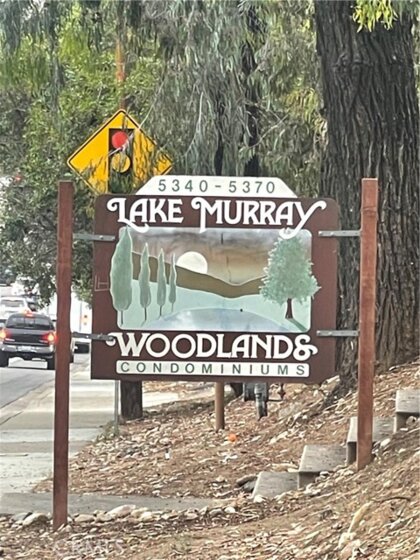 5340-5370
LAKE MURRAY
WOODLANDS
CONDOMINIUMS